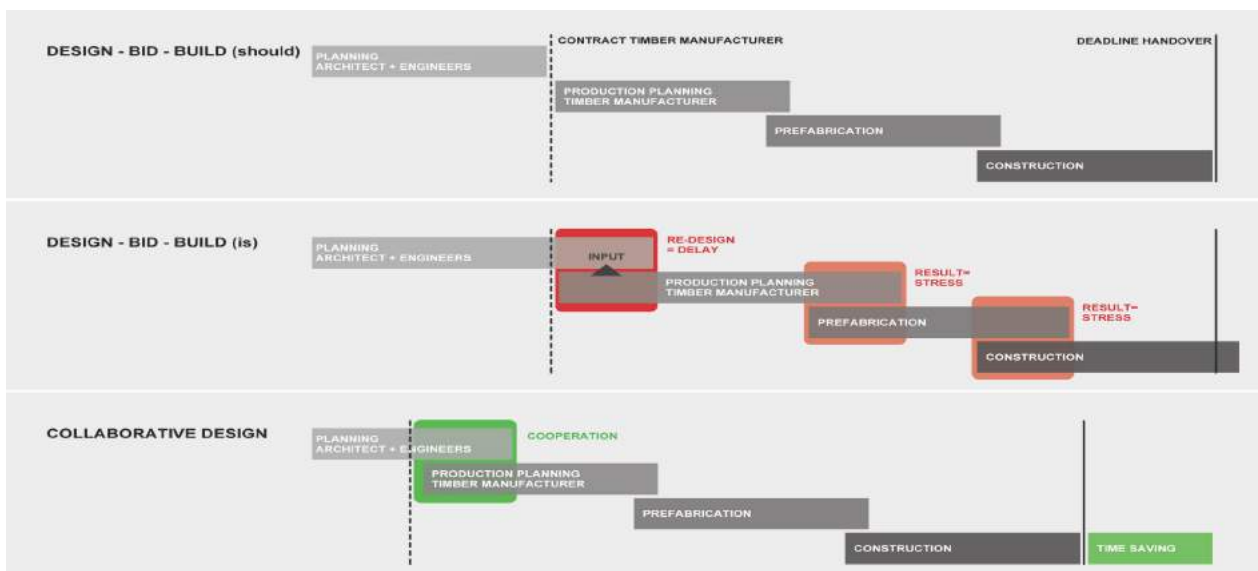 DESIGN - BID - BUILD (should)
PLANNING
ARCHITECT + ENGINEERS
CONTRACT TIMBER MANUFACTURER
DEADLINE HANDOVER
PRODUCTION PLANNING
TIMBER MANUFACTURER
PREFABRICATION
CONSTRUCTION
DESIGN - BID - BUILD (is)
PLANNING
ARCHITECT + ENGINEERS
INPUT
RE-DESIGN
= DELAY
PRODUCTION PLANNING
TIMBER MANUFACTURER
RESULT=
STRESS
PREFABRICATION
RESULT=
STRESS
CONSTRUCTION
COLLABORATIVE DESIGN
PLANNING
ARCHITECT + ENGINEERS
COOPERATION
PRODUCTION PLANNING
TIMBER MANUFACTURER
PREFABRICATION
CONSTRUCTION
TIME SAVING